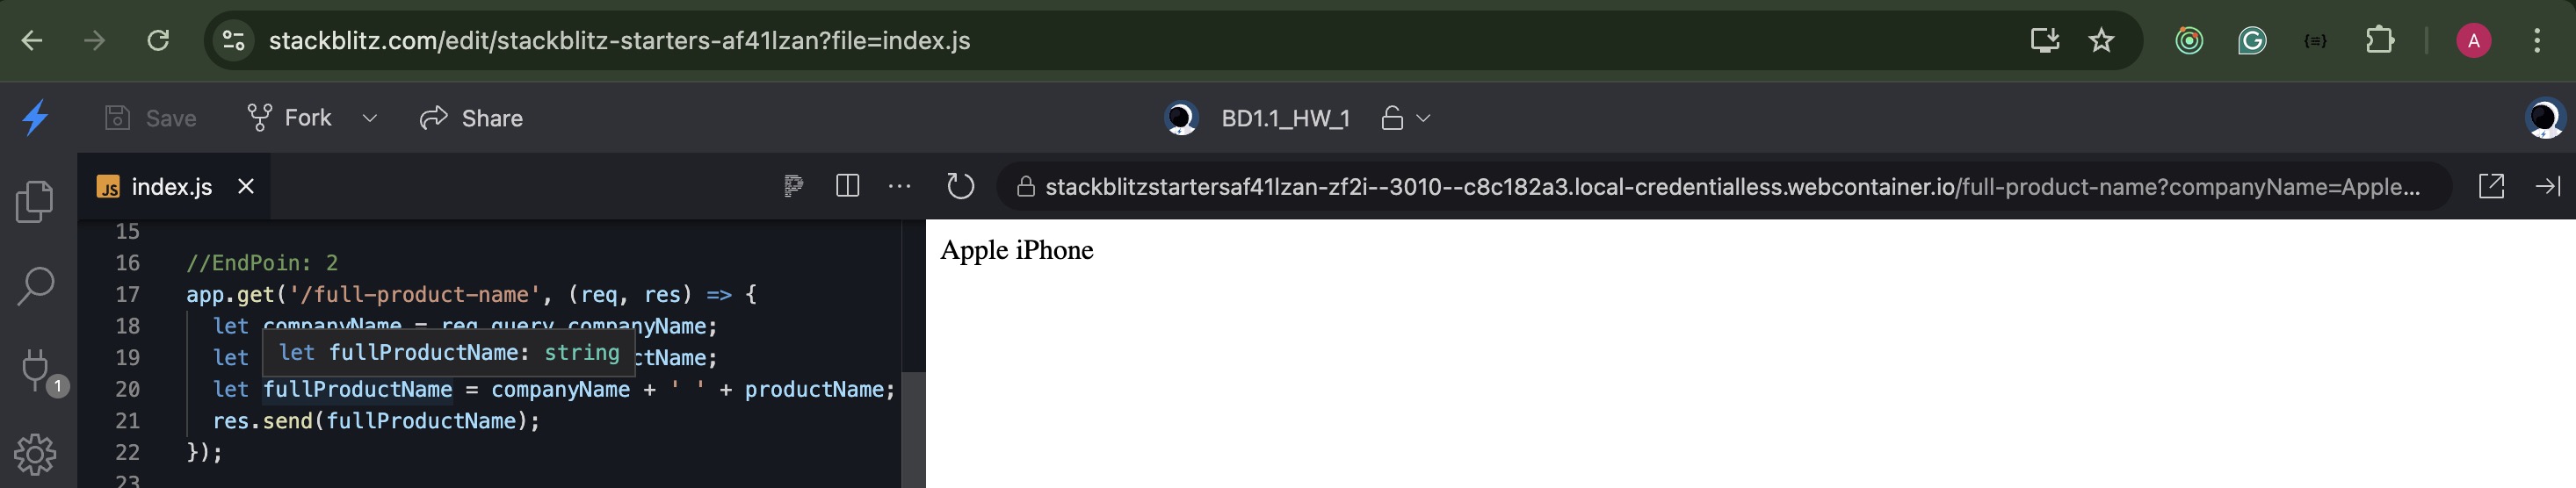 stackblitz.com/edit/stackblitz-starters-af41lzan?file=index.js
A
Save
Fork
Share
BD1.1_HW_1
JS index.js
stackblitzstartersaf41lzan-zf2i--3010--c8c182a3.local-credentialless.webcontainer.io/full-product-name?companyName=Apple...
15
16 //EndPoin: 2
17 app.get('/full-product-name', (req, res) => {
18 let companyName = req.query.companyName;
19 let ctName;
let fullProductName: string
20 let fullProductName = companyName + ' ' + productName;
21 res.send(fullProductName);
22 });
23
1
Apple iPhone